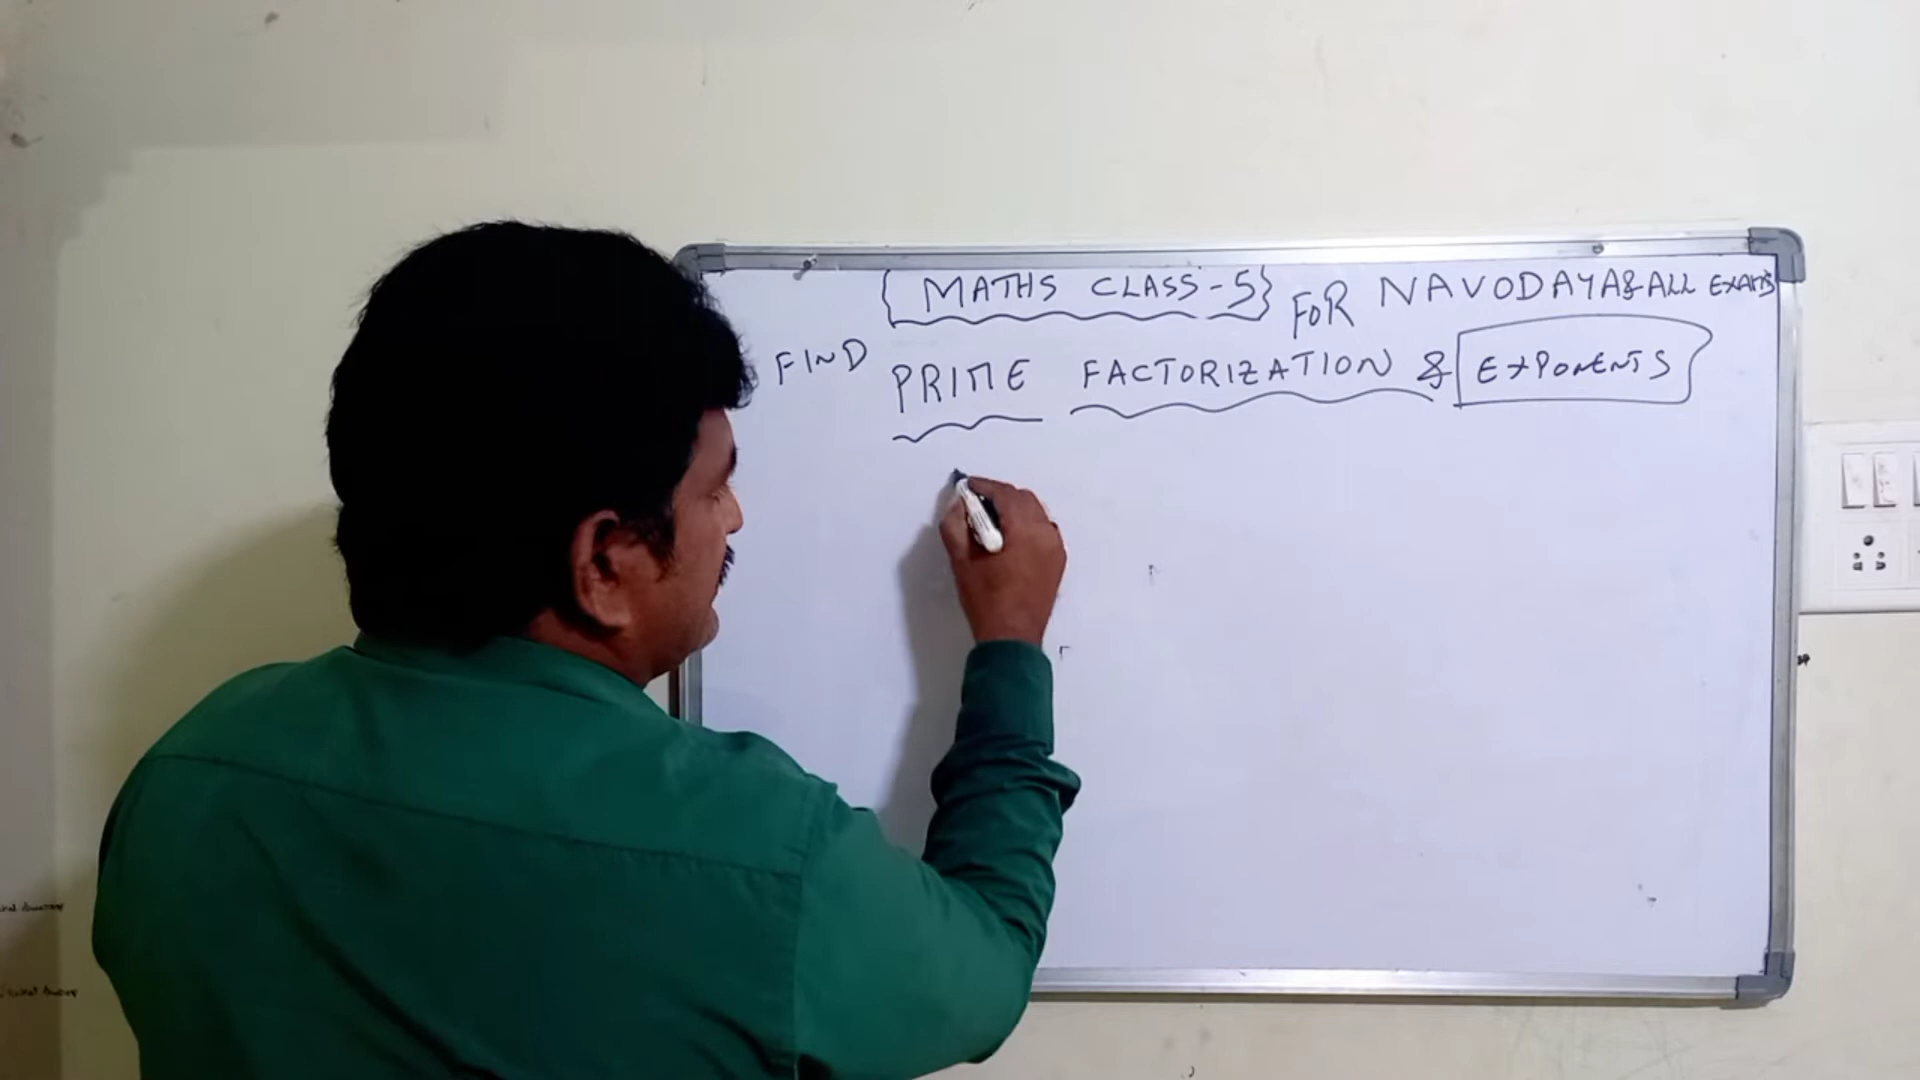 {MATHS CLASS-5} FOR NAVODAYA & ALL EXAMS
FIND PRIME FACTORIZATION & EXPONENTS